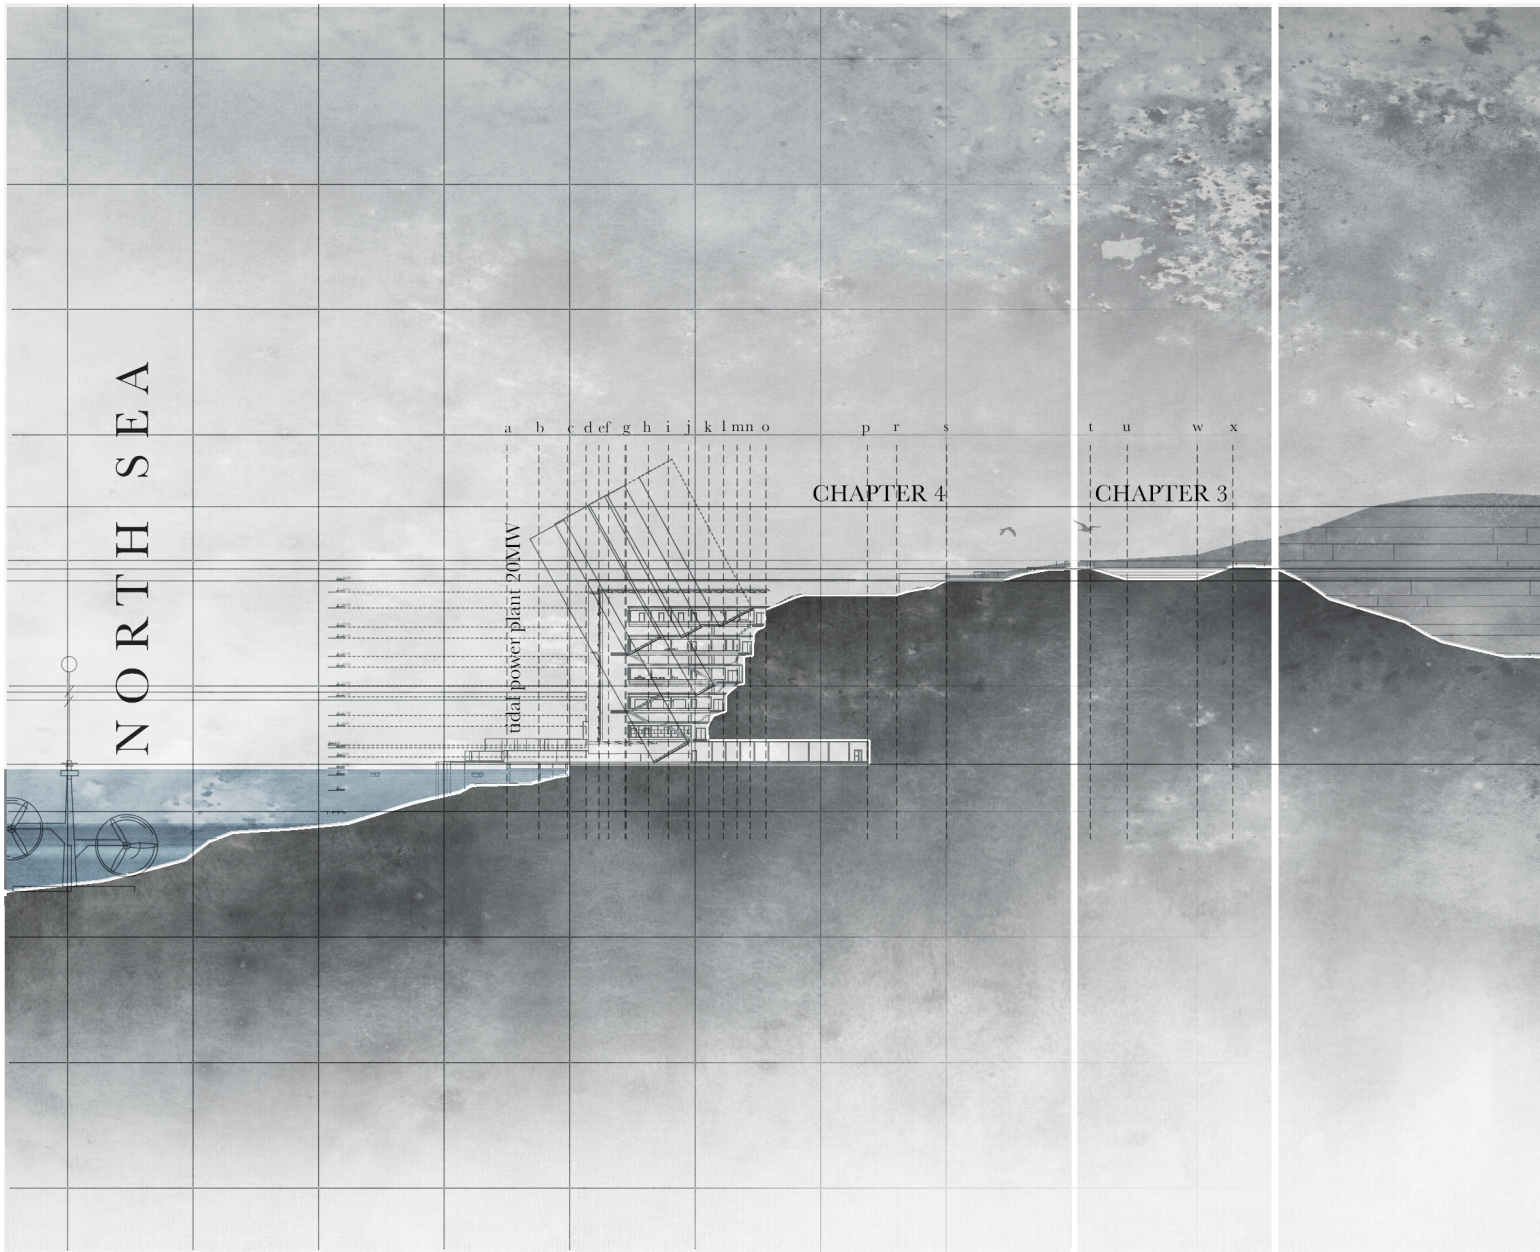 NORTH SEA
a b c d e f g h i j k l m n o p r s t u w x
CHAPTER 4 CHAPTER 3
tidal power plant 20MW